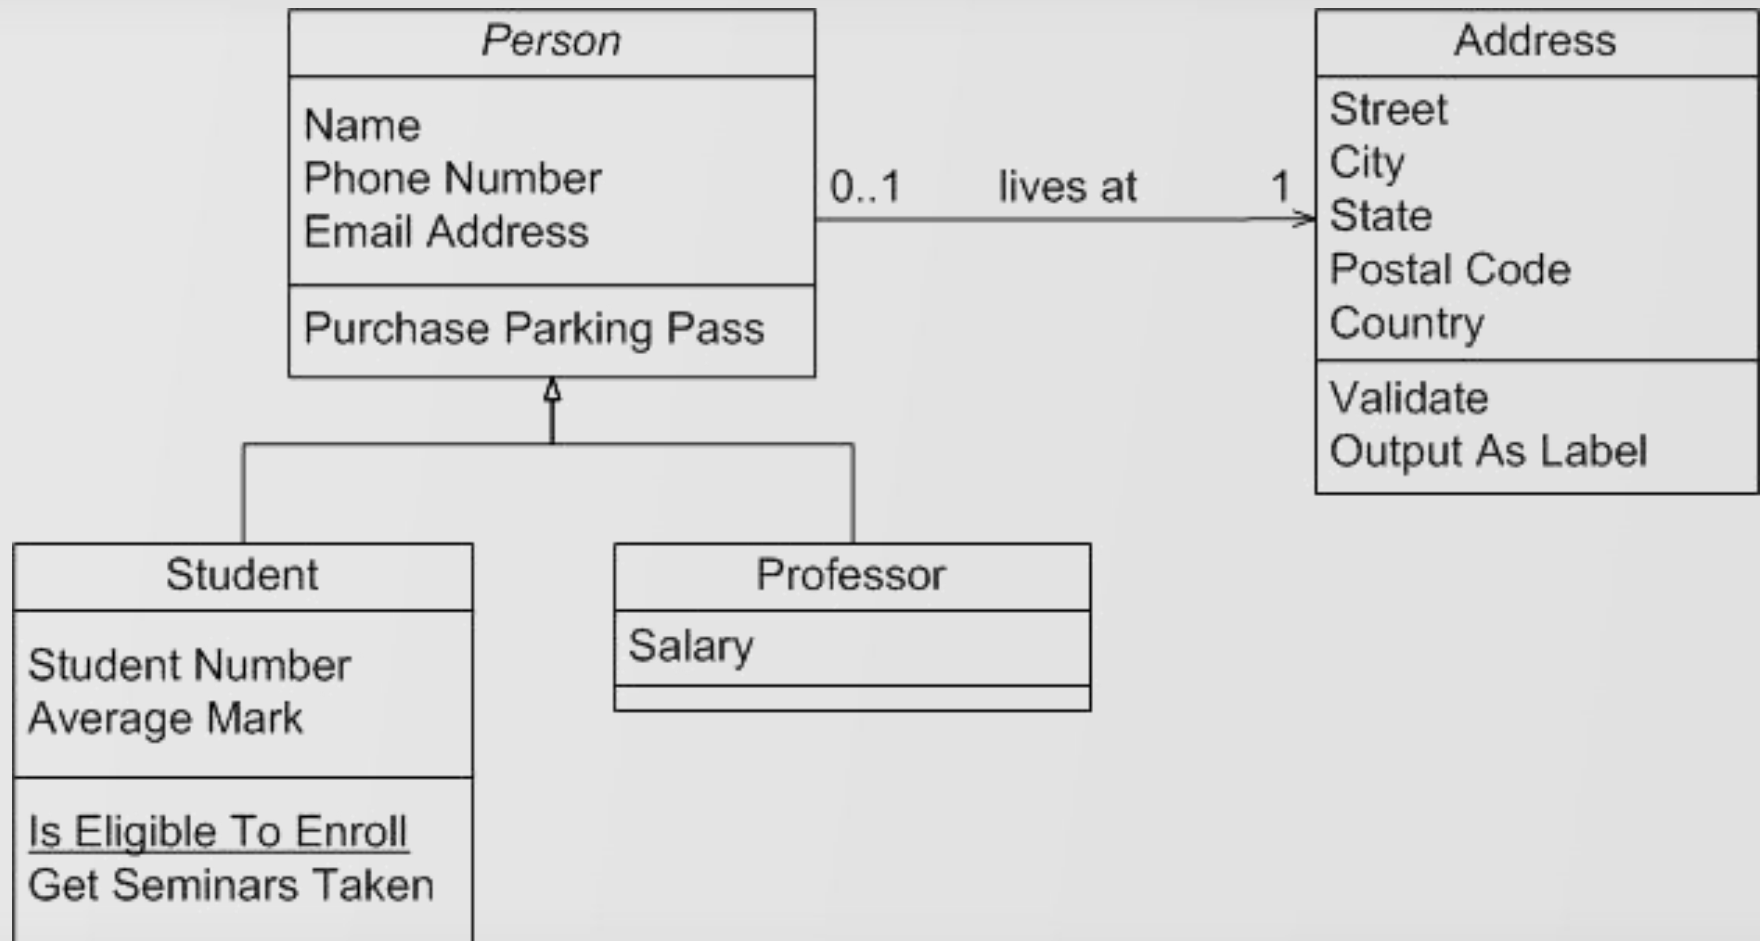 Person
Name
Phone Number
Email Address
Purchase Parking Pass
0..1 lives at 1
Address
Street
City
State
Postal Code
Country
Validate
Output As Label
Student
Student Number
Average Mark
Is Eligible To Enroll
Get Seminars Taken
Professor
Salary